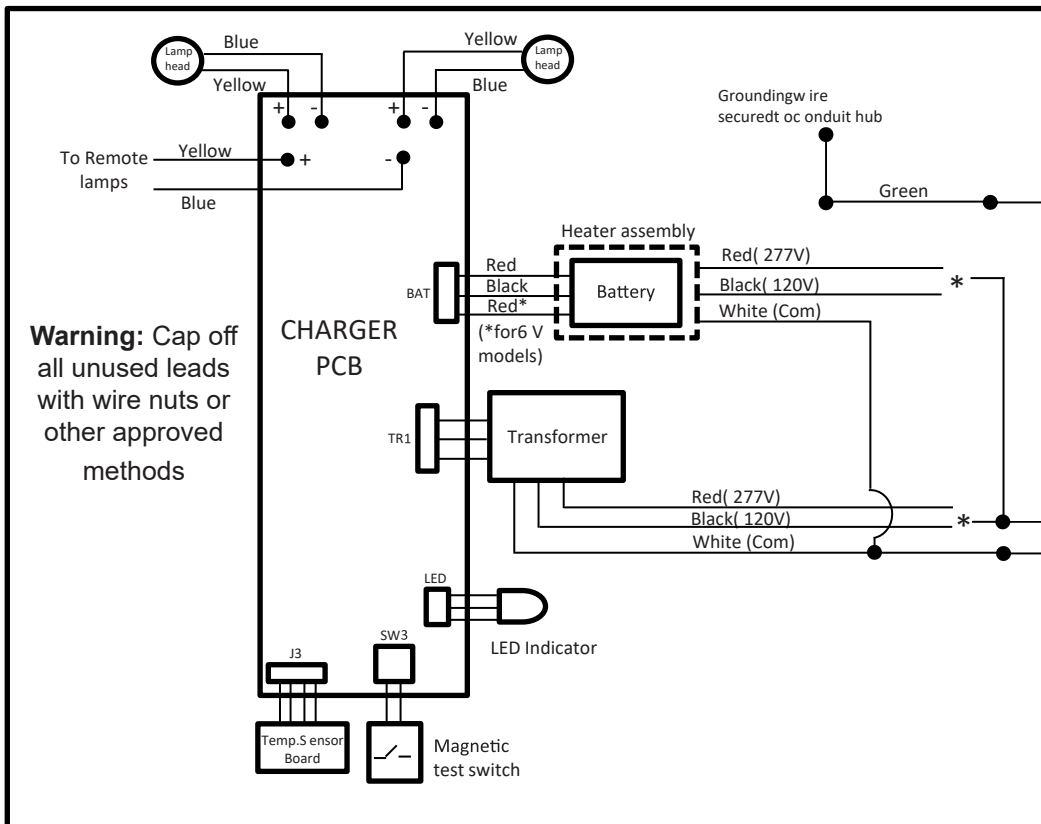 Lamp
head
Blue
Yellow
Yellow
Blue
Lamp
head
+
-
+
-
To Remote
lamps
Yellow
Blue
+
-
Groundingw ire
securedt oc onduit hub
Green
Heater assembly
Red
Black
Red*
(*for6 V
models)
BAT
Battery
Red( 277V)
Black( 120V)
White (Com)
*
Warning: Cap off
all unused leads
with wire nuts or
other approved
methods
CHARGER
PCB
TR1
Transformer
Red( 277V)
Black( 120V)
White (Com)
*
LED
LED Indicator
SW3
J3
Temp.S ensor
Board
Magnetic
test switch